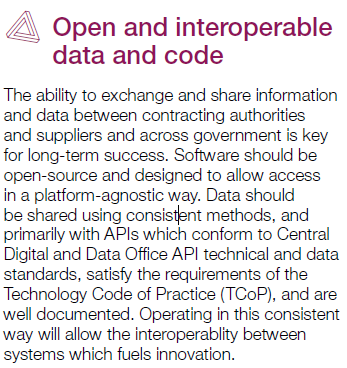 Open and interoperable
data and code
The ability to exchange and share information
and data between contracting authorities
and suppliers and across government is key
for long-term success. Software should be
open-source and designed to allow access
in a platform-agnostic way. Data should
be shared using consistent methods, and
primarily with APIs which conform to Central
Digital and Data Office API technical and data
standards, satisfy the requirements of the
Technology Code of Practice (TCoP), and are
well documented. Operating in this consistent
way will allow the interoperablity between
systems which fuels innovation.